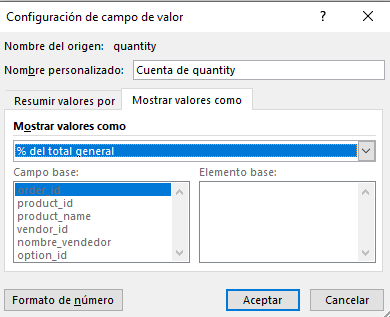 Configuración de campo de valor
? ×
Nombre del origen: quantity
Nombre personalizado: Cuenta de quantity
Resumir valores por Mostrar valores como
Mostrar valores como
% del total general
Campo base: Elemento base:
order_id
product_id
product_name
vendor_id
nombre_vendedor
option_id
Formato de número Aceptar Cancelar